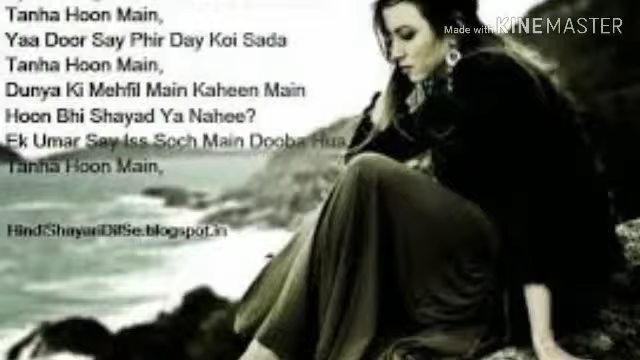 Tanha Hoon Main,
Made with KINEMASTER
Yaa Door Say Phir Day Koi Sada
Tanha Hoon Main,
Dunya Ki Mehfil Main Kaheen Main
Hoon Bhi Shayad Ya Nahee?
Ek Umar Say Iss Soch Main Dooba Hua
Tanha Hoon Main,
HindiShayariDilSe.blogspot.in